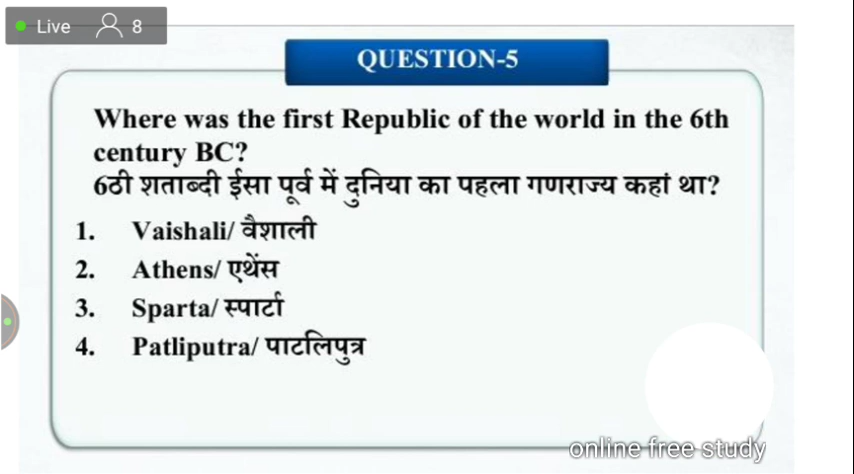 Live 8
QUESTION-5
Where was the first Republic of the world in the 6th
century BC?
6ठी शताब्दी ईसा पूर्व में दुनिया का पहला गणराज्य कहां था?
1. Vaishali/ वैशाली
2. Athens/ एथेंस
3. Sparta/ स्पार्टा
4. Patliputra/ पाटलिपुत्र
online free study